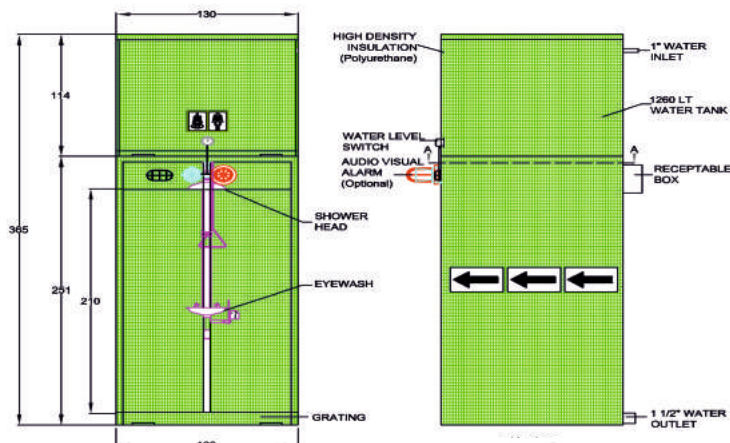 130
114
365
251
210
SHOWER
HEAD
EYEWASH
GRATING
HIGH DENSITY
INSULATION
(Polyurethane)
1" WATER
INLET
1260 LT
WATER TANK
WATER LEVEL
SWITCH
A
A
AUDIO VISUAL
ALARM
(Optional)
RECEPTABLE
BOX
1 1/2" WATER
OUTLET